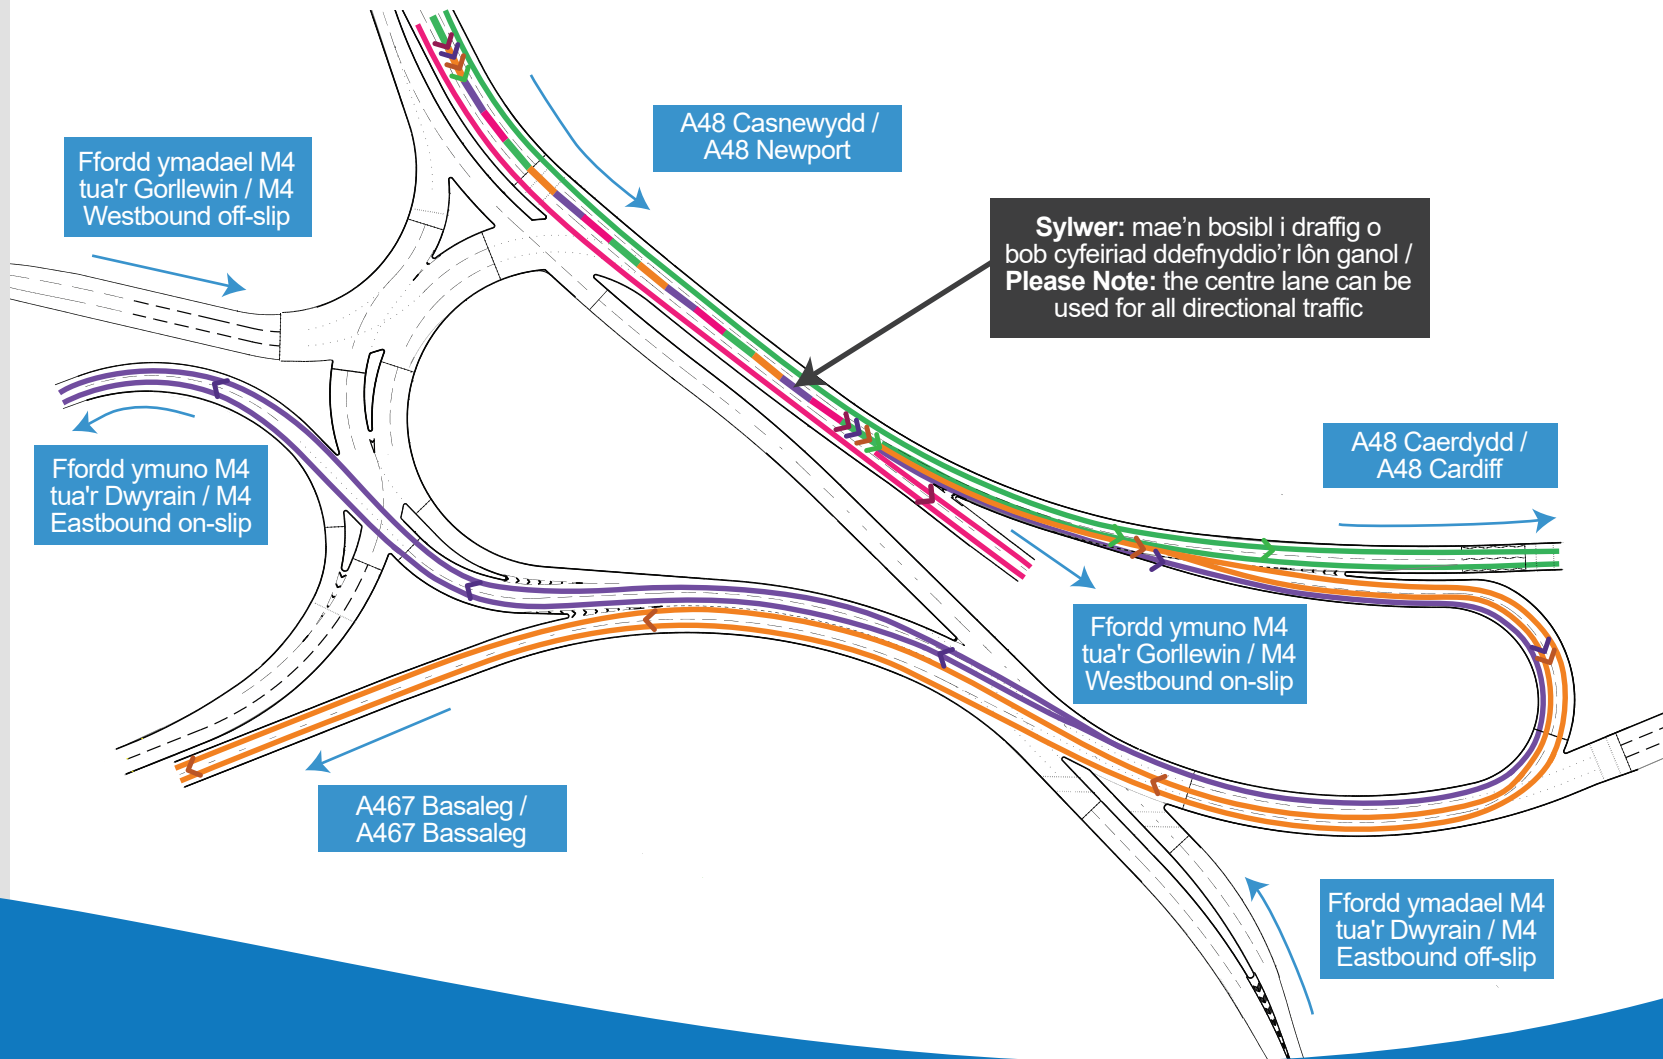 A48 Casnewydd /
A48 Newport
Ffordd ymadael M4
tua'r Gorllewin / M4
Westbound off-slip
Sylwer: mae’n bosibl i draffig o
bob cyfeiriad ddefnyddio’r lôn ganol /
Please Note: the centre lane can be
used for all directional traffic
A48 Caerdydd /
A48 Cardiff
Ffordd ymuno M4
tua'r Dwyrain / M4
Eastbound on-slip
Ffordd ymuno M4
tua'r Gorllewin / M4
Westbound on-slip
A467 Basaleg /
A467 Bassaleg
Ffordd ymadael M4
tua'r Dwyrain / M4
Eastbound off-slip